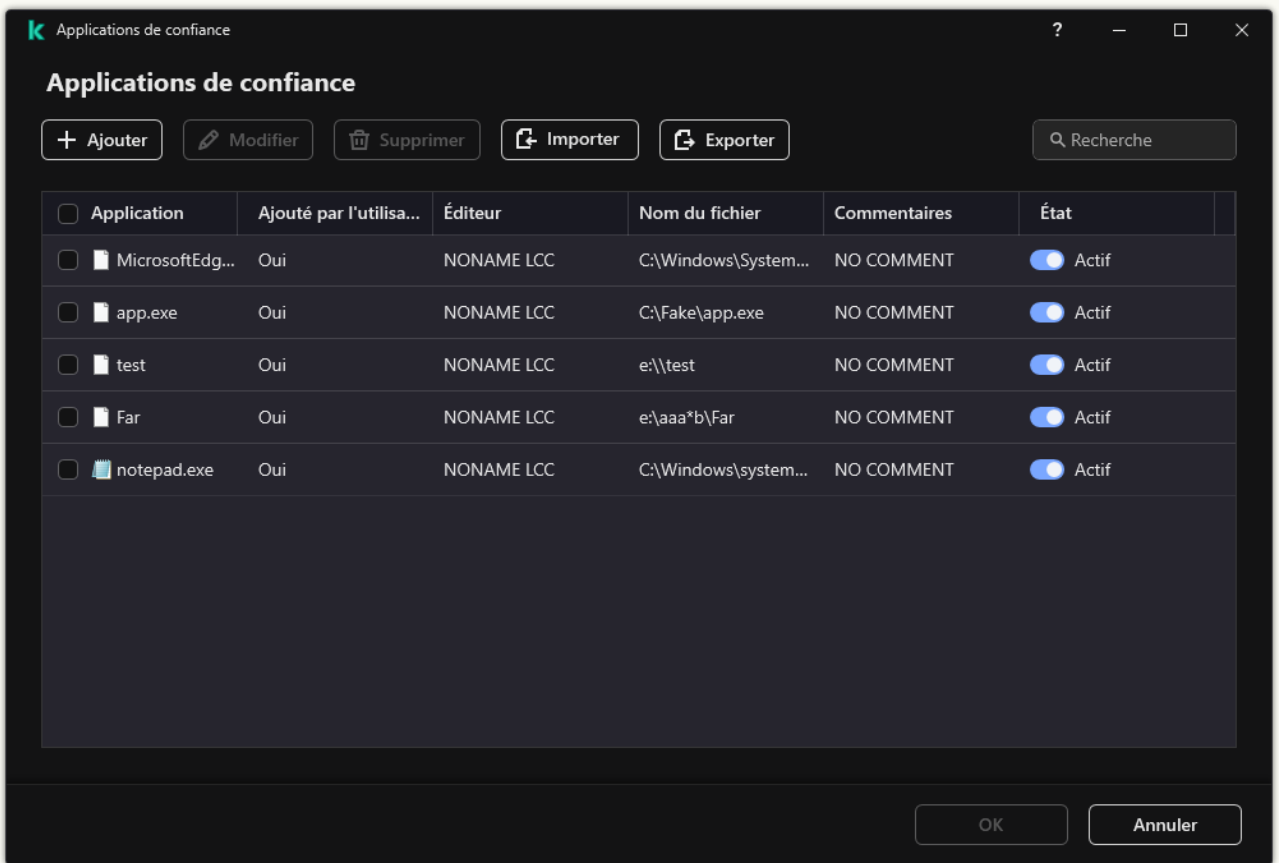 Applications de confiance
Applications de confiance
Ajouter Modifier Supprimer Importer Exporter Recherche
Application Ajouté par l'utilisa... Éditeur Nom du fichier Commentaires État
MicrosoftEdg... Oui NONAME LCC C:\Windows\System... NO COMMENT Actif
app.exe Oui NONAME LCC C:\Fake\app.exe NO COMMENT Actif
test Oui NONAME LCC e:\\test NO COMMENT Actif
Far Oui NONAME LCC e:\aaa*b\Far NO COMMENT Actif
notepad.exe Oui NONAME LCC C:\Windows\system... NO COMMENT Actif
OK Annuler